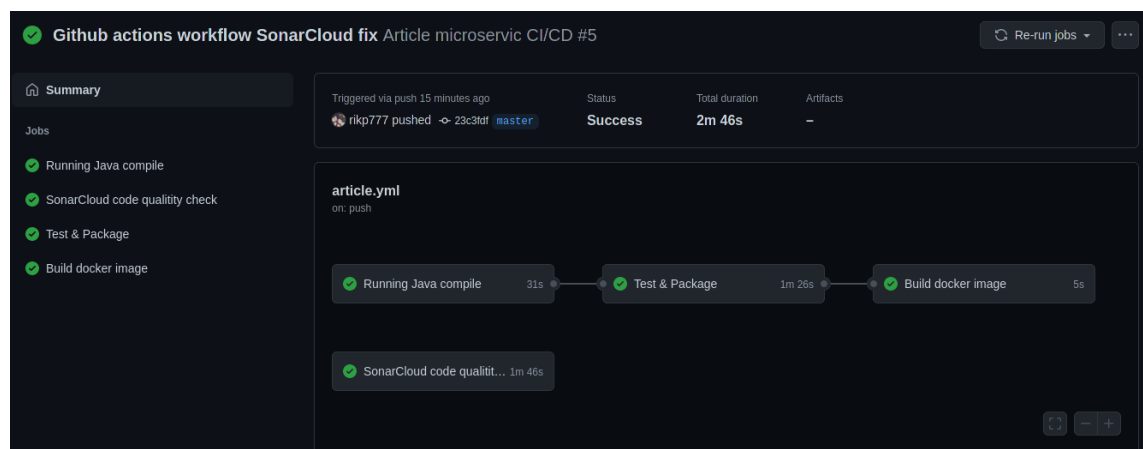 Github actions workflow SonarCloud fix Article microservic CI/CD #5
Re-run jobs
Summary
Jobs
Running Java compile
SonarCloud code qualitity check
Test & Package
Build docker image
Triggered via push 15 minutes ago
rikp777 pushed 23c3fdf master
Status
Success
Total duration
2m 46s
Artifacts
–
article.yml
on: push
Running Java compile 31s
Test & Package 1m 26s
Build docker image 5s
SonarCloud code qualitit… 1m 46s